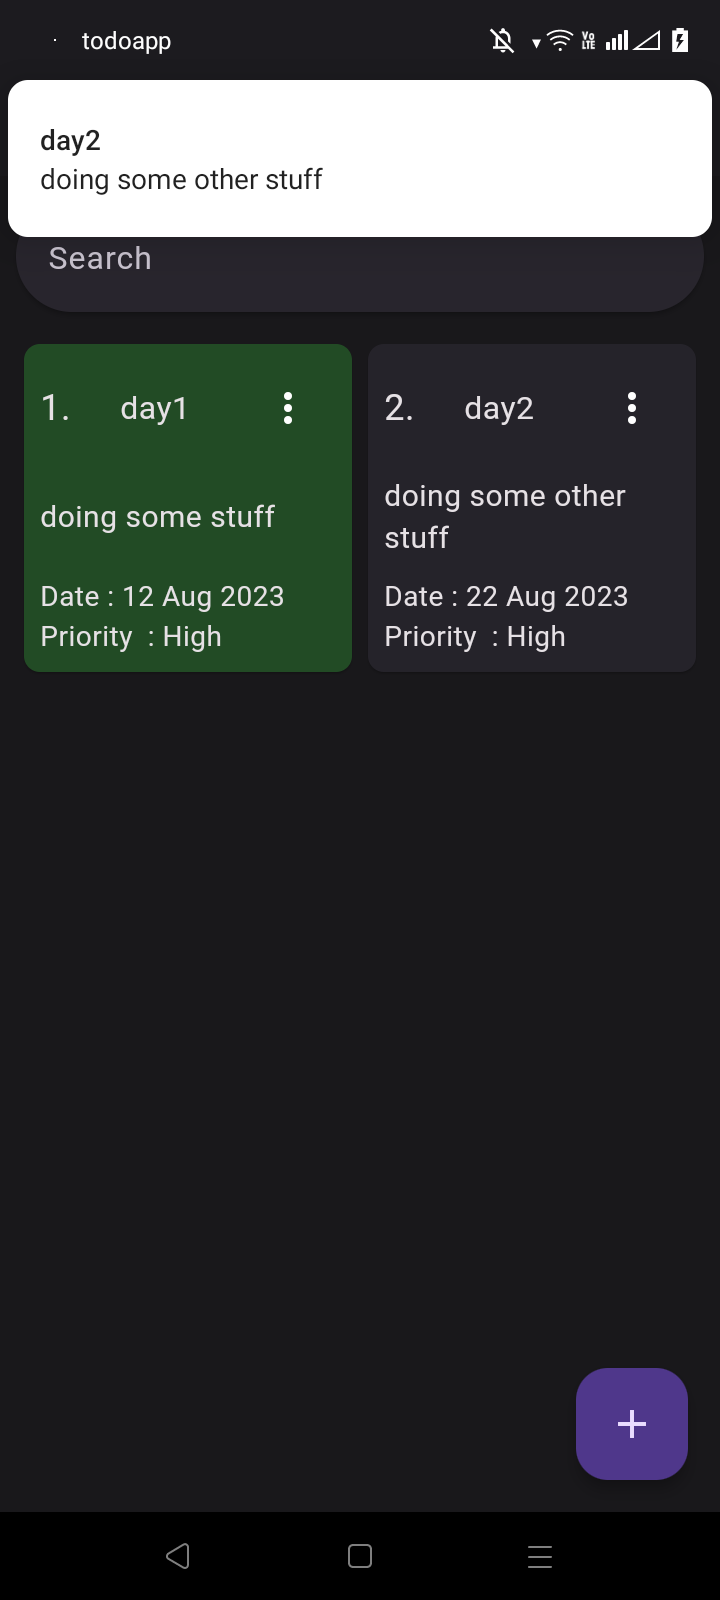 todoapp
Vo LTE
day2
doing some other stuff
Search
1. day1
doing some stuff
Date : 12 Aug 2023
Priority  : High
2. day2
doing some other
stuff
Date : 22 Aug 2023
Priority  : High